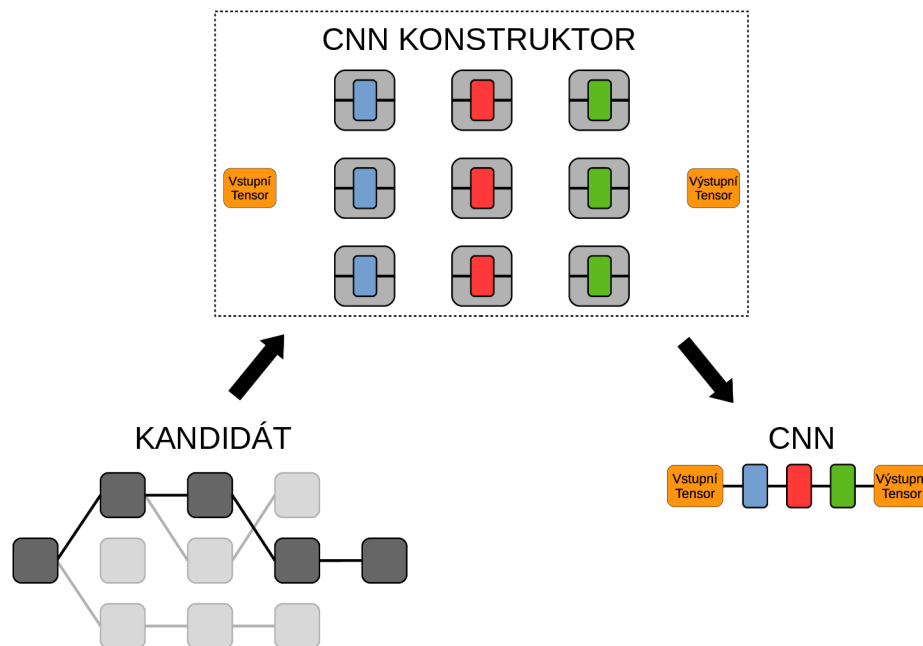 CNN KONSTRUKTOR
Vstupní
Tensor
Výstupní
Tensor
KANDIDÁT
CNN
Vstupní
Tensor
Výstupní
Tensor